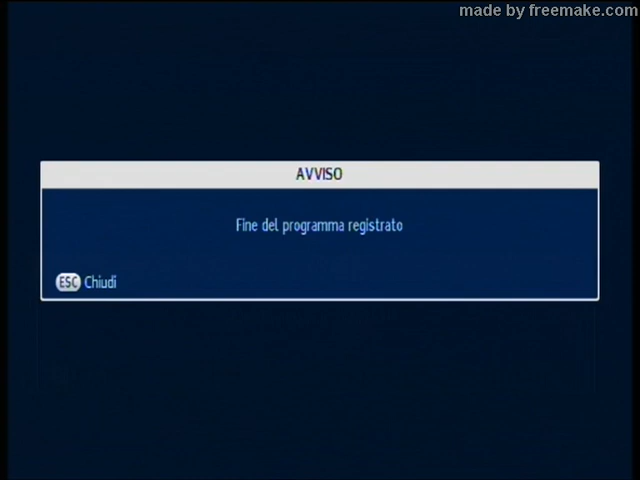 made by freemake.com
AVVISO
Fine del programma registrato
ESC Chiudi